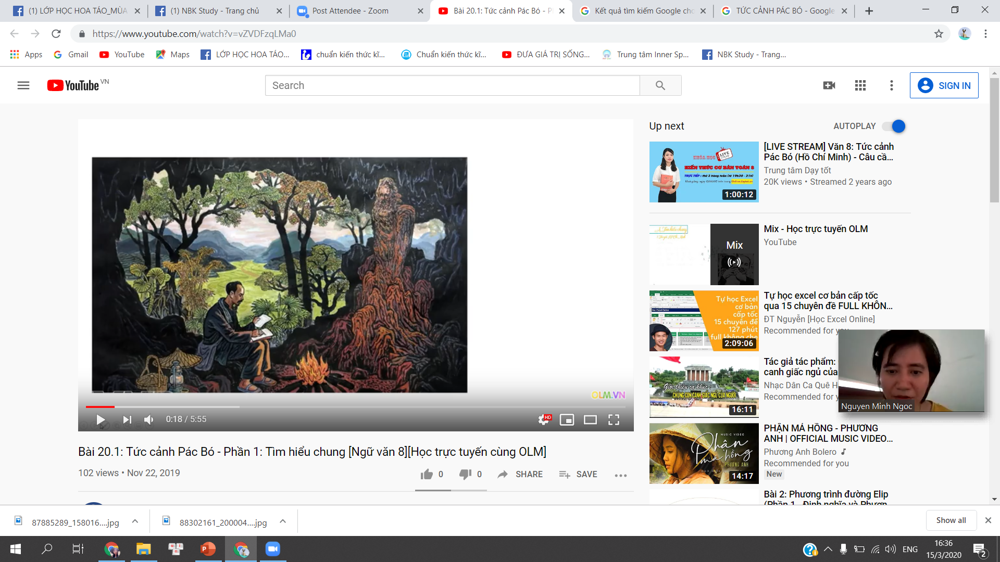 (1) LỚP HỌC HOA TÁO_MÙA
(1) NBK Study - Trang chủ
Post Attendee - Zoom
Bài 20.1: Tức cảnh Pác Bó - P
Kết quả tìm kiếm Google cho
TỨC CẢNH PÁC BÓ - Google
https://www.youtube.com/watch?v=vZVDFzqLMa0
Apps
Gmail
YouTube
Maps
LỚP HỌC HOA TÁO...
chuẩn kiến thức kĩ...
Chuẩn kiến thức kĩ...
ĐƯA GIÁ TRỊ SỐNG...
Trung tâm Inner Sp...
NBK Study - Trang...
YouTube VN
Search
SIGN IN
Up next
AUTOPLAY
KHÓA HỌC LIVE
KIẾN THỨC CƠ BẢN TOÁN 8
1:00:12
[LIVE STREAM] Văn 8: Tức cảnh
Pác Bó (Hồ Chí Minh) - Câu cầ...
Trung tâm Dạy tốt
20K views • Streamed 2 years ago
Mix
Mix - Học trực tuyến OLM
YouTube
Tự học Excel
cơ bản
cấp tốc
15 chuyên đề
127 phút
full không che
2:09:06
Tự học excel cơ bản cấp tốc
qua 15 chuyên đề FULL KHÔN...
ĐT Nguyễn [Học Excel Online]
Recommended for you
Giới thiệu ca khúc:
CHÚNG CON CANH GIẤC NGỦ CỦA NGƯỜI
16:11
Tác giả tác phẩm:
canh giấc ngủ của
Nhạc Dân Ca Quê H
Recommended for y
Nguyen Minh Ngoc
MUSIC VIDEO
Phận
má hồng
PHƯƠNG ANH
14:17
PHẬN MÁ HỒNG - PHƯƠNG
ANH | OFFICIAL MUSIC VIDEO...
Phương Anh Bolero
Recommended for you
New
Bài 2: Phương trình đường Elip
(Phần 1 - Định nghĩa và Phươn
OLM.VN
0:18 / 5:55
HD
Bài 20.1: Tức cảnh Pác Bó - Phần 1: Tìm hiểu chung [Ngữ văn 8][Học trực tuyến cùng OLM]
102 views • Nov 22, 2019
0
0
SHARE
SAVE
87885289_158016....jpg
88302161_200004....jpg
Show all
ENG
16:36
15/3/2020
2